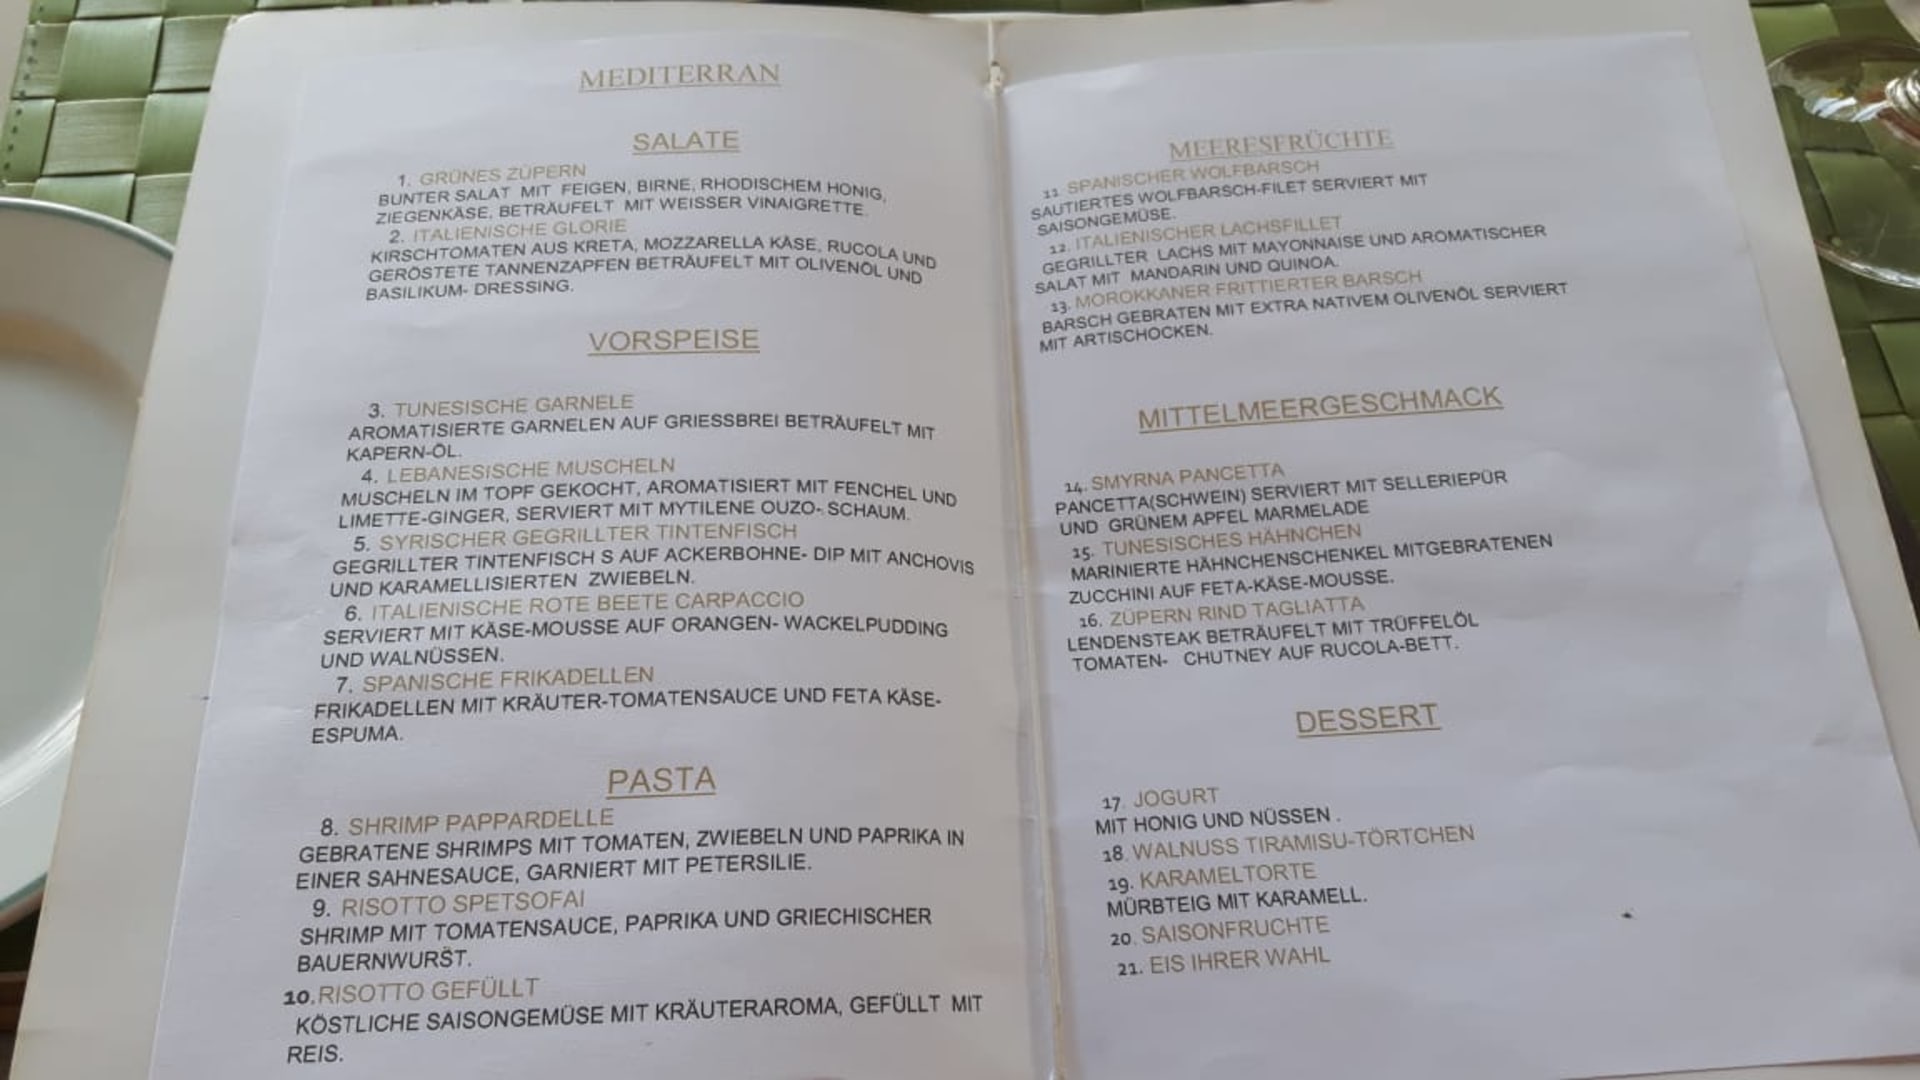 MEDITERRAN
SALATE
1. GRÜNES ZÜPERN
BUNTER SALAT MIT FEIGEN, BIRNE, RHODISCHEM HONIG,
ZIEGENKÄSE, BETRÄUFELT MIT WEISSER VINAIGRETTE.
2. ITALIENISCHE GLORIE
KIRSCHTOMATEN AUS KRETA, MOZZARELLA KÄSE, RUCOLA UND
GERÖSTETE TANNENZAPFEN BETRÄUFELT MIT OLIVENÖL UND
BASILIKUM- DRESSING.
VORSPEISE
3. TUNESISCHE GARNELE
AROMATISIERTE GARNELEN AUF GRIESSBREI BETRÄUFELT MIT
KAPERN-ÖL.
4. LEBANESISCHE MUSCHELN
MUSCHELN IM TOPF GEKOCHT, AROMATISIERT MIT FENCHEL UND
LIMETTE-GINGER, SERVIERT MIT MYTILENE OUZO-. SCHAUM.
5. SYRISCHER GEGRILLTER TINTENFISCH
GEGRILLTER TINTENFISCH S AUF ACKERBOHNE- DIP MIT ANCHOVIS
UND KARAMELLISIERTEN ZWIEBELN.
6. ITALIENISCHE ROTE BEETE CARPACCIO
SERVIERT MIT KÄSE-MOUSSE AUF ORANGEN- WACKELPUDDING
UND WALNÜSSEN.
7. SPANISCHE FRIKADELLEN
FRIKADELLEN MIT KRÄUTER-TOMATENSAUCE UND FETA KÄSE-
ESPUMA.
PASTA
8. SHRIMP PAPPARDELLE
GEBRATENE SHRIMPS MIT TOMATEN, ZWIEBELN UND PAPRIKA IN
EINER SAHNESAUCE, GARNIERT MIT PETERSILIE.
9. RISOTTO SPETSOFAI
SHRIMP MIT TOMATENSAUCE, PAPRIKA UND GRIECHISCHER
BAUERNWURST.
10. RISOTTO GEFÜLLT
KÖSTLICHE SAISONGEMÜSE MIT KRÄUTERAROMA, GEFÜLLT MIT
REIS.
MEERESFRÜCHTE
11. SPANISCHER WOLFBARSCH
SAUTIERTES WOLFBARSCH-FILET SERVIERT MIT
SAISONGEMÜSE.
12. ITALIENISCHER LACHSFILLET
GEGRILLTER LACHS MIT MAYONNAISE UND AROMATISCHER
SALAT MIT MANDARIN UND QUINOA.
13. MOROKKANER FRITTIERTER BARSCH
BARSCH GEBRATEN MIT EXTRA NATIVEM OLIVENÖL SERVIERT
MIT ARTISCHOCKEN.
MITTELMEERGESCHMACK
14. SMYRNA PANCETTA
PANCETTA(SCHWEIN) SERVIERT MIT SELLERIEPÜR
UND GRÜNEM APFEL MARMELADE
15. TUNESISCHES HÄHNCHEN
MARINIERTE HÄHNCHENSCHENKEL MITGEBRATENEN
ZUCCHINI AUF FETA-KÄSE-MOUSSE.
16. ZÜPERN RIND TAGLIATTA
LENDENSTEAK BETRÄUFELT MIT TRÜFFELÖL
TOMATEN- CHUTNEY AUF RUCOLA-BETT.
DESSERT
17. JOGURT
MIT HONIG UND NÜSSEN .
18. WALNUSS TIRAMISU-TÖRTCHEN
19. KARAMELTORTE
MÜRBTEIG MIT KARAMELL.
20. SAISONFRUCHTE
21. EIS IHRER WAHL